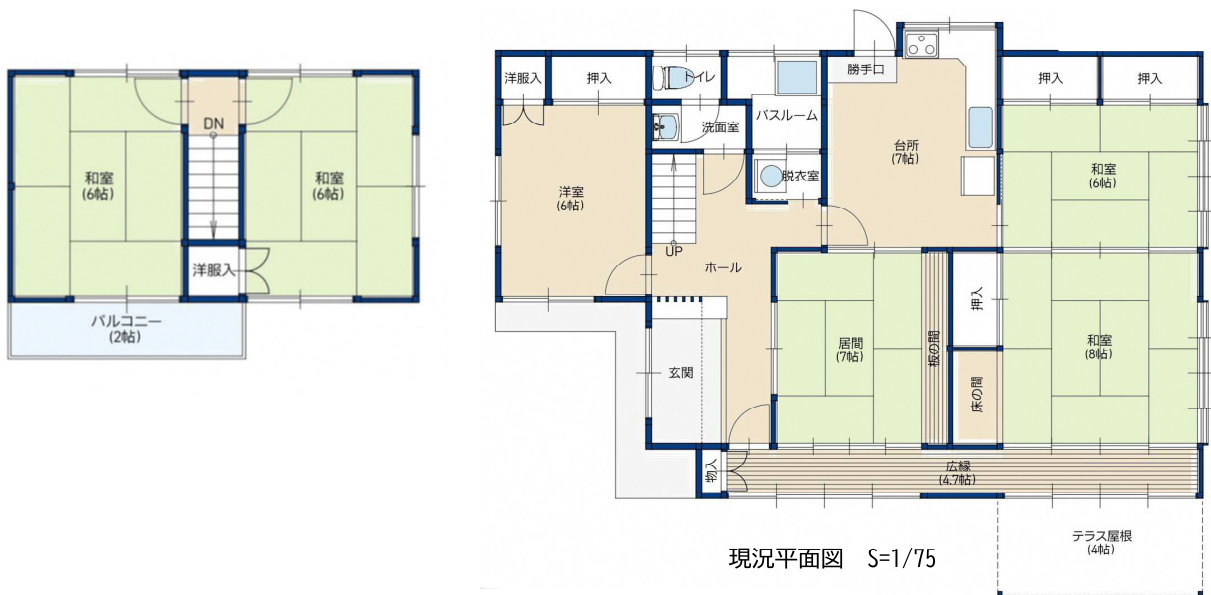 和室
(6帖)
DN
和室
(6帖)
洋服入
バルコニー
(2帖)
洋服入
押入
トイレ
洗面室
バスルーム
脱衣室
勝手口
台所
(7帖)
押入
押入
和室
(6帖)
洋室
(6帖)
UP
ホール
玄関
居間
(7帖)
板の間
押入
床の間
和室
(8帖)
物入
広縁
(4.7帖)
テラス屋根
(4帖)
現況平面図 S=1/75